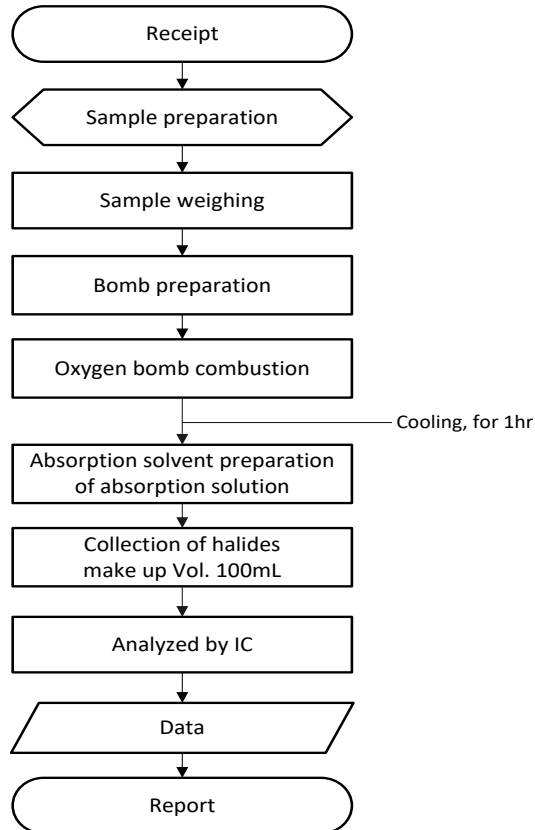 Receipt
Sample preparation
Sample weighing
Bomb preparation
Oxygen bomb combustion
Cooling, for 1hr
Absorption solvent preparation
of absorption solution
Collection of halides
make up Vol. 100mL
Analyzed by IC
Data
Report